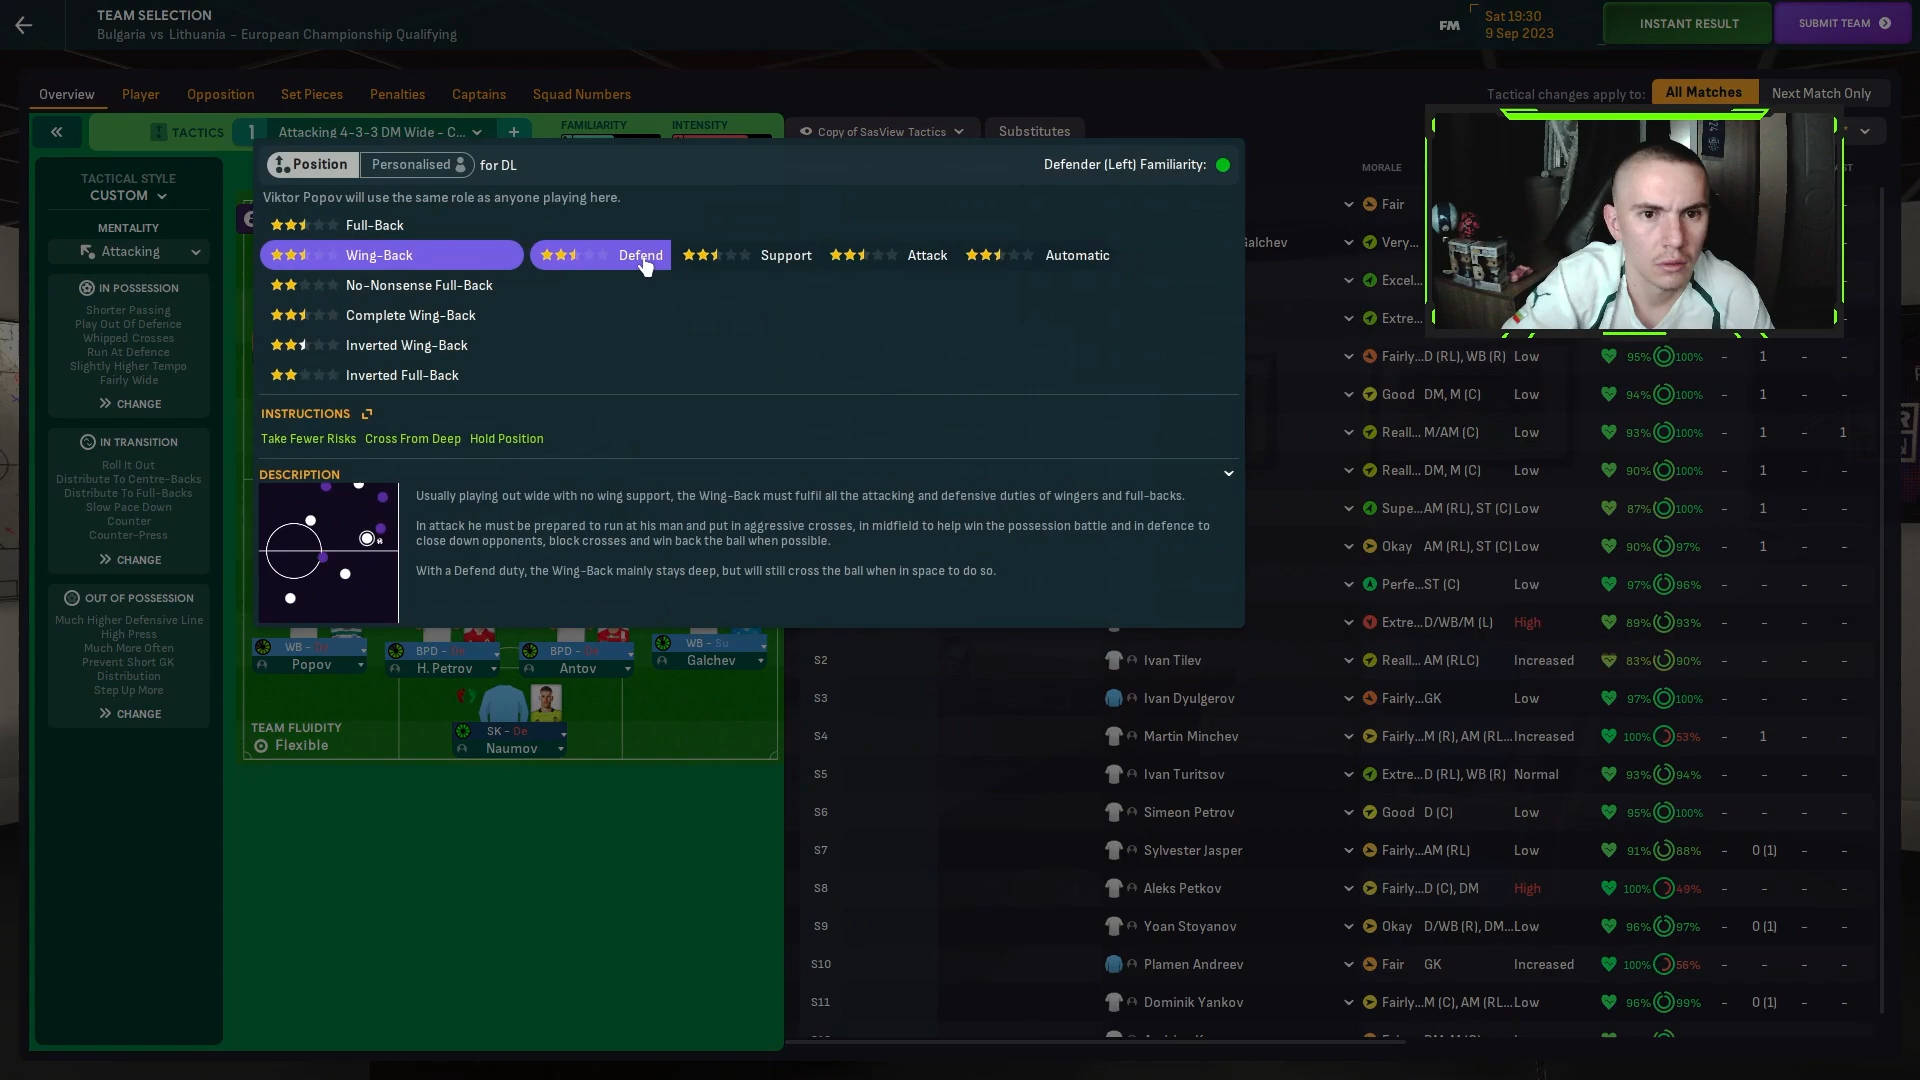 TEAM SELECTION
Bulgaria vs Lithuania - European Championship Qualifying
FM
Sat 19:30
9 Sep 2023
INSTANT RESULT
SUBMIT TEAM
Overview
Player
Opposition
Set Pieces
Penalties
Captains
Squad Numbers
Tactical changes apply to:
All Matches
Next Match Only
TACTICS
1
Attacking 4-3-3 DM Wide - C...
FAMILIARITY
INTENSITY
Copy of SasView Tactics
Substitutes
TACTICAL STYLE
CUSTOM
MENTALITY
Attacking
IN POSSESSION
Shorter Passing
Play Out Of Defence
Whipped Crosses
Run At Defence
Slightly Higher Tempo
Fairly Wide
CHANGE
IN TRANSITION
Roll It Out
Distribute To Centre-Backs
Distribute To Full-Backs
Slow Pace Down
Counter
Counter-Press
CHANGE
OUT OF POSSESSION
Much Higher Defensive Line
High Press
Much More Often
Prevent Short GK
Distribution
Step Up More
CHANGE
Position
Personalised
for DL
Defender (Left) Familiarity:
Viktor Popov will use the same role as anyone playing here.
Full-Back
Wing-Back
Defend
Support
Attack
Automatic
No-Nonsense Full-Back
Complete Wing-Back
Inverted Wing-Back
Inverted Full-Back
INSTRUCTIONS
Take Fewer Risks Cross From Deep Hold Position
DESCRIPTION
Usually playing out wide with no wing support, the Wing-Back must fulfil all the attacking and defensive duties of wingers and full-backs.
In attack he must be prepared to run at his man and put in aggressive crosses, in midfield to help win the possession battle and in defence to
close down opponents, block crosses and win back the ball when possible.
With a Defend duty, the Wing-Back mainly stays deep, but will still cross the ball when in space to do so.
WB - De
Popov
BPD - De
H. Petrov
BPD - De
Antov
WB - Su
Galchev
SK - De
Naumov
TEAM FLUIDITY
Flexible
MORALE
Fair
Galchev Very...
Excel...
Extre...
Fairly... D (RL), WB (R) Low 95% 100% - 1 - -
Good DM, M (C) Low 94% 100% - 1 - -
Reall... M/AM (C) Low 93% 100% - 1 - 1
Reall... DM, M (C) Low 90% 100% - 1 - -
Supe... AM (RL), ST (C) Low 87% 100% - 1 - -
Okay AM (RL), ST (C) Low 90% 97% - 1 - -
Perfe... ST (C) Low 97% 96% - - - -
Extre... D/WB/M (L) High 89% 93% - - - -
S2 Ivan Tilev Reall... AM (RLC) Increased 83% 90% - - - -
S3 Ivan Dyulgerov Fairly... GK Low 97% 100% - - - -
S4 Martin Minchev Fairly... M (R), AM (RL... Increased 100% 53% - 1 - -
S5 Ivan Turitsov Extre... D (RL), WB (R) Normal 93% 94% - - - -
S6 Simeon Petrov Good D (C) Low 95% 100% - - - -
S7 Sylvester Jasper Fairly... AM (RL) Low 91% 88% - 0 (1) - -
S8 Aleks Petkov Fairly... D (C), DM High 100% 49% - - - -
S9 Yoan Stoyanov Okay D/WB (R), DM... Low 96% 97% - 0 (1) - -
S10 Plamen Andreev Fair GK Increased 100% 56% - - - -
S11 Dominik Yankov Fairly... M (C), AM (RL... Low 96% 99% - 0 (1) - -